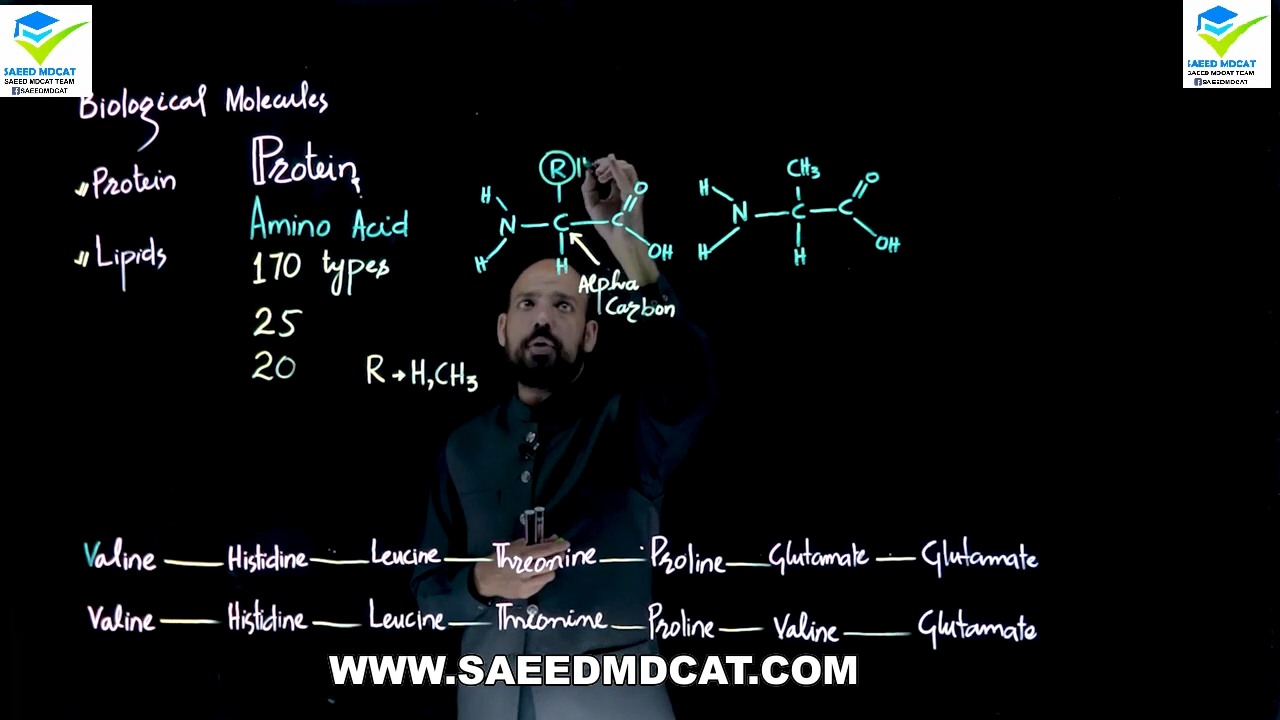 SAEED MDCAT
SAEED MDCAT TEAM
SAEEDMDCAT
SAEED MDCAT
SAEED MDCAT TEAM
SAEEDMDCAT
Biological Molecules
Protein
Lipids
Protein
Amino Acid
170 types
25
20
R → H, CH3
R H
H N C C O
H H OH
Alpha
Carbon
CH3
H N C C O
H H OH
Valine — Histidine — Leucine — Threonine — Proline — Glutamate — Glutamate
Valine — Histidine — Leucine — Threonine — Proline — Valine — Glutamate
WWW.SAEEDMDCAT.COM